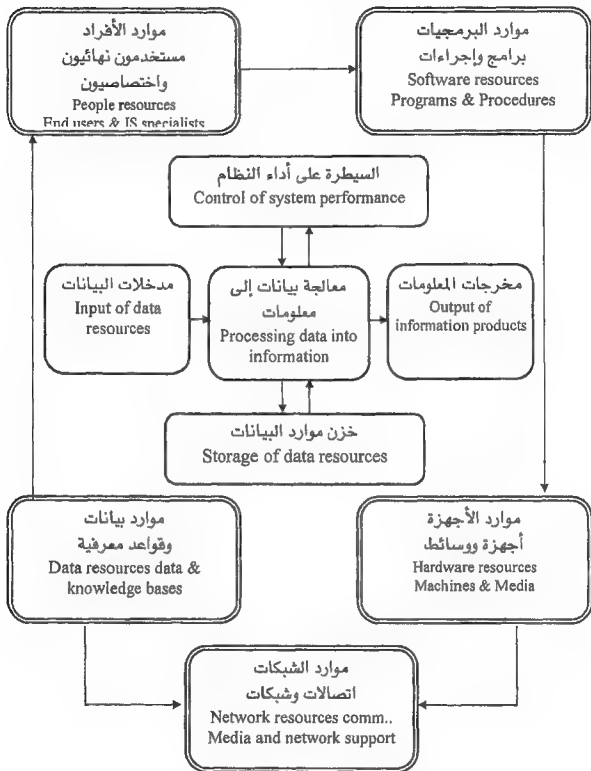 موارد الأفراد
مستخدمون نهائيون
واختصاصيون
People resources
End users & IS specialists
موارد البرمجيات
برامج وإجراءات
Software resources
Programs & Procedures
السيطرة على أداء النظام
Control of system performance
مدخلات البيانات
Input of data
resources
معالجة بيانات إلى
معلومات
Processing data into
information
مخرجات المعلومات
Output of
information products
خزن موارد البيانات
Storage of data resources
موارد بيانات
وقواعد معرفية
Data resources data &
knowledge bases
موارد الأجهزة
أجهزة ووسائط
Hardware resources
Machines & Media
موارد الشبكات
اتصالات وشبكات
Network resources comm..
Media and network support